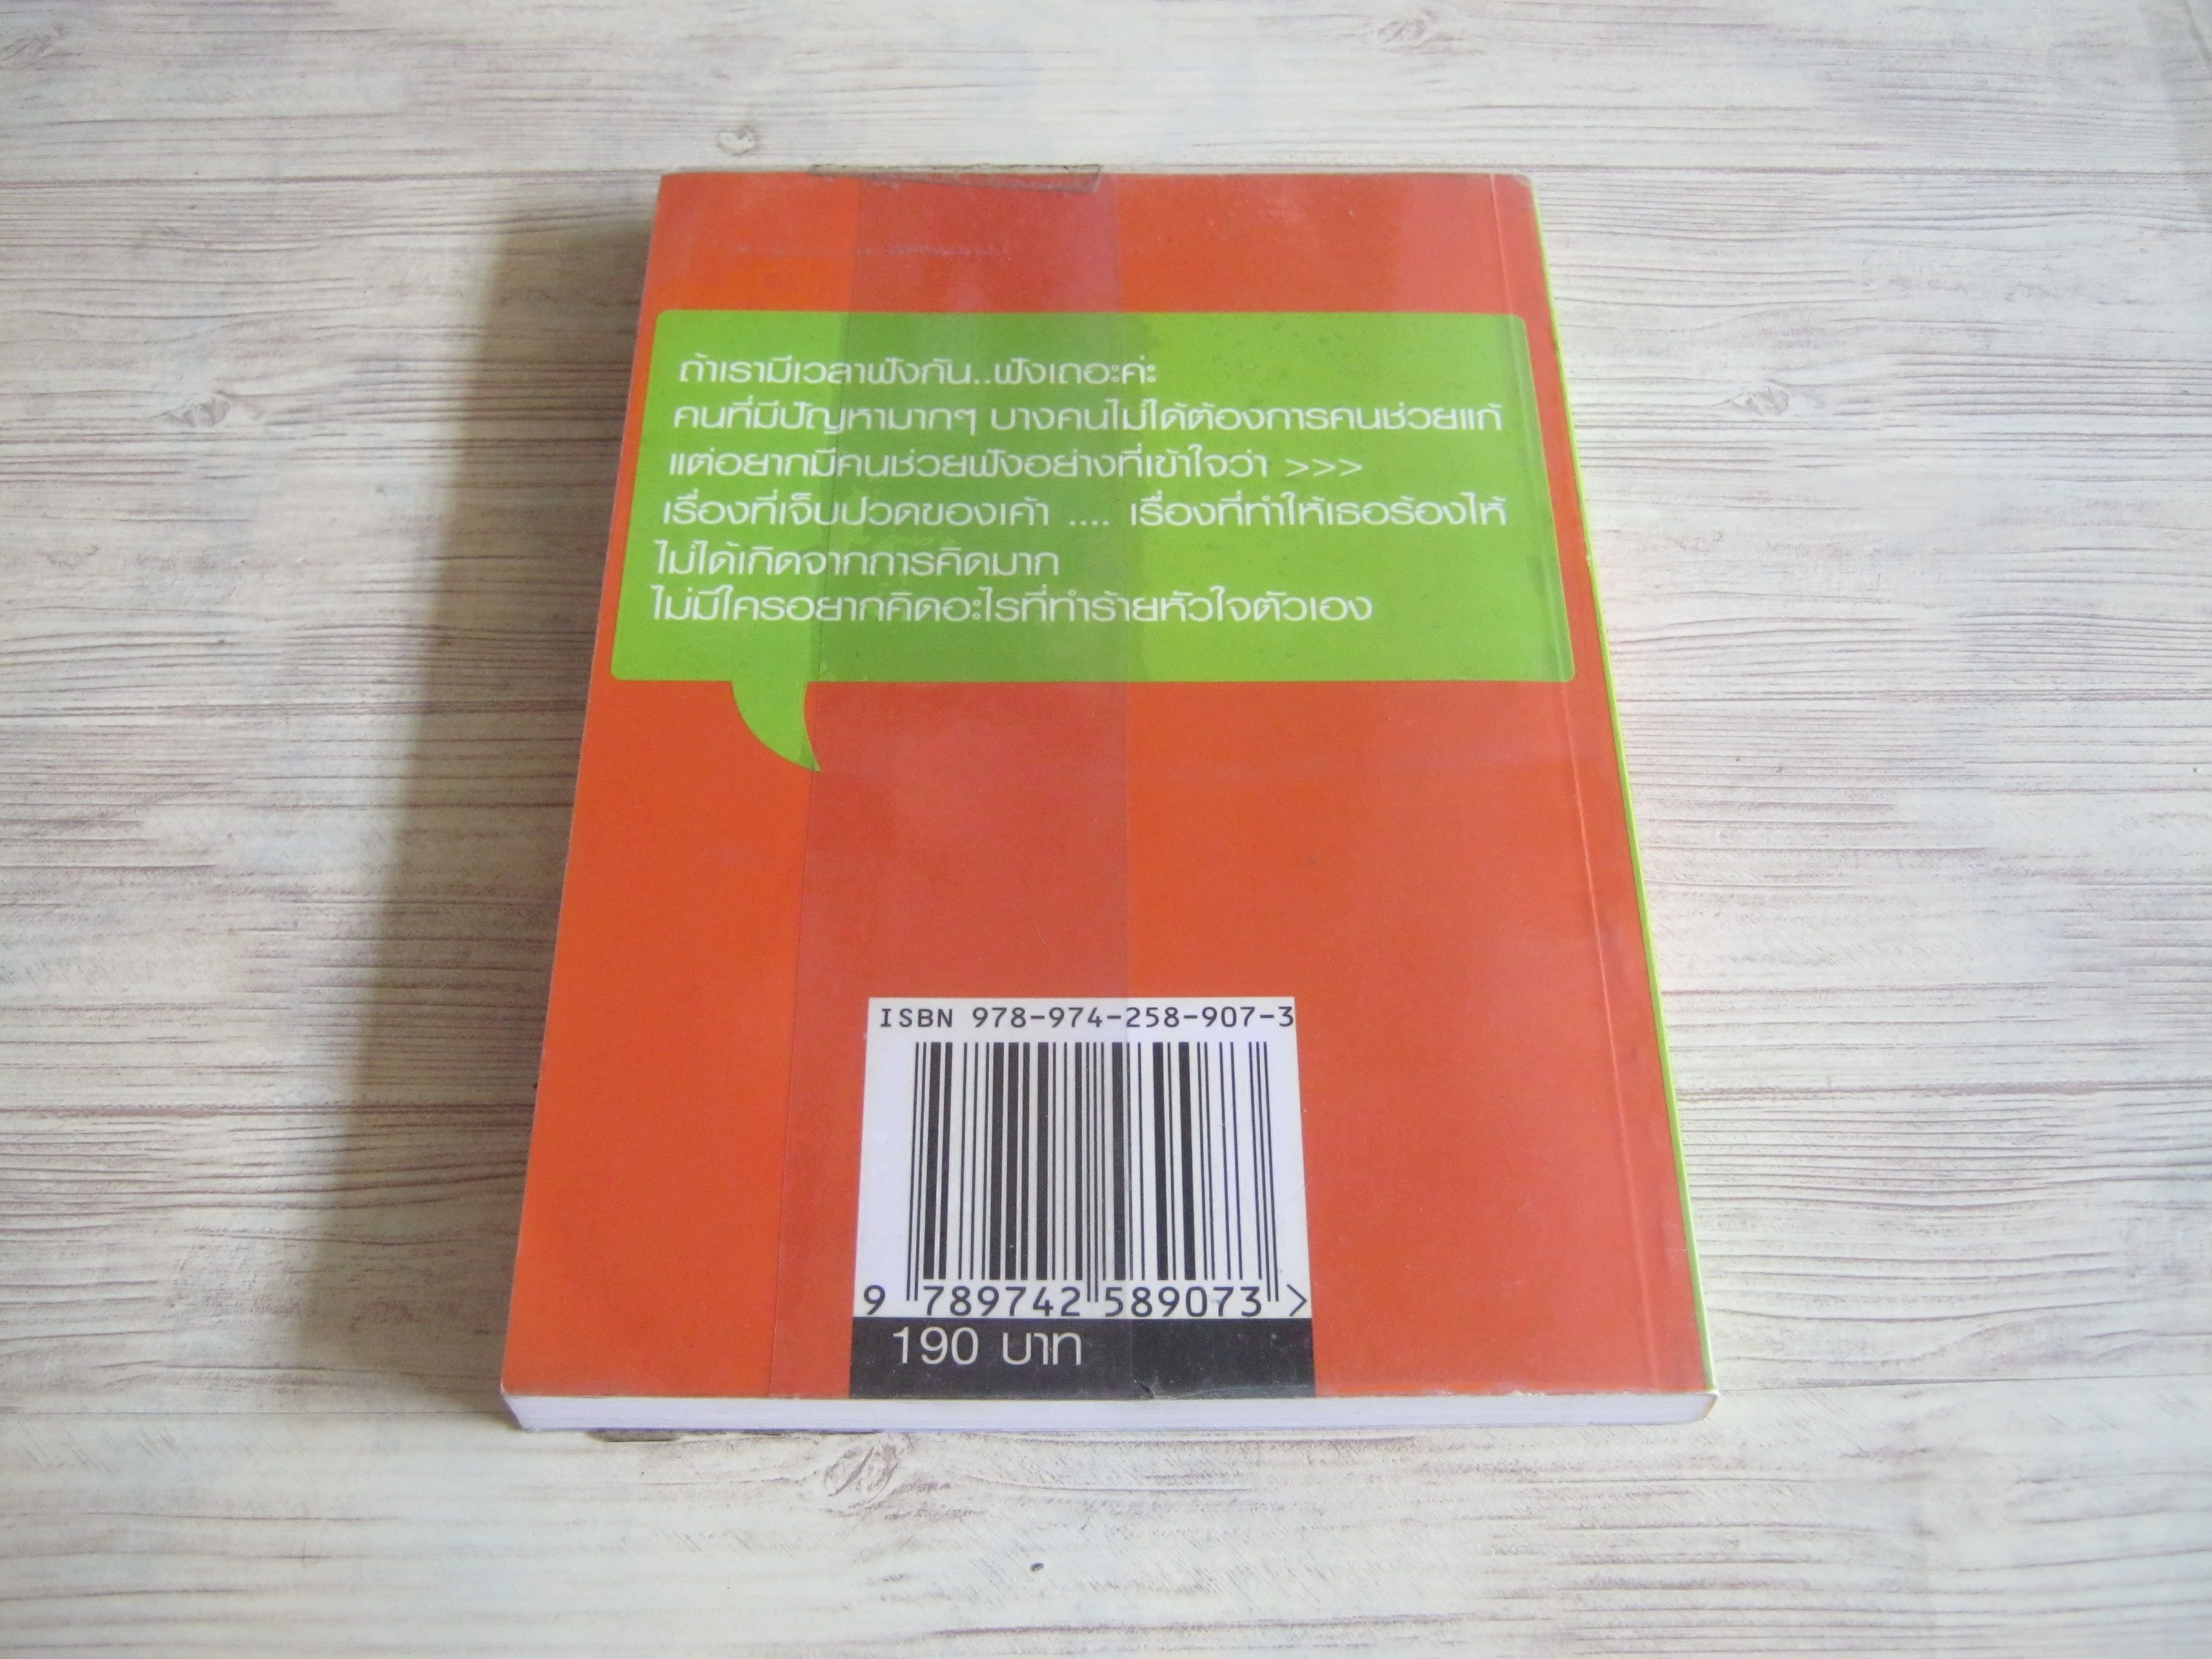 ถ้าเรามีเวลาฟังกัน..ฟังเถอะค่ะ
คนที่มีปัญหามากๆ บางคนไม่ได้ต้องการคนช่วยแก้
แต่อยากมีคนช่วยฟังอย่างที่เข้าใจว่า >>>
เรื่องที่เจ็บปวดของเค้า .... เรื่องที่ทำให้เธอร้องไห้
ไม่ได้เกิดจากการคิดมาก
ไม่มีใครอยากคิดอะไรที่ทำร้ายหัวใจตัวเอง
ISBN 978-974-258-907-3
9 789742 589073 >
190 บาท